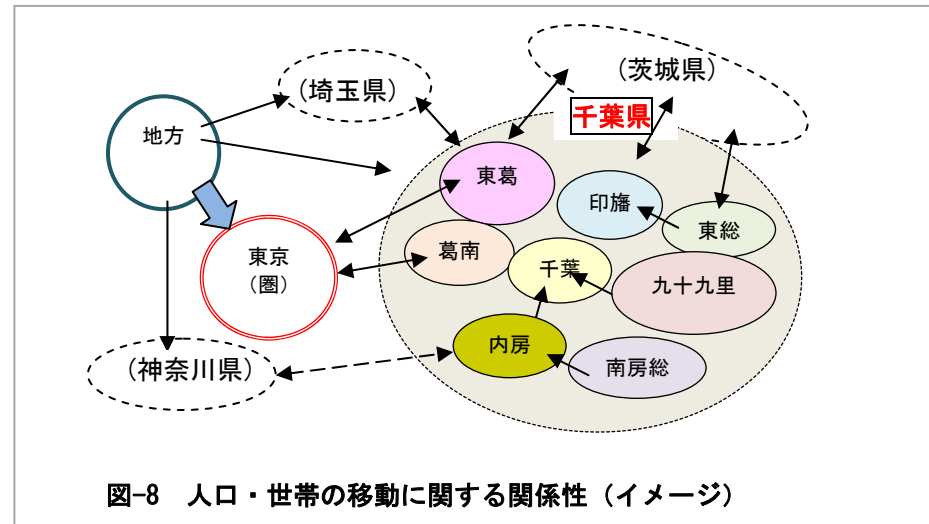 (埼玉県)
(茨城県)
千葉県
地方
東葛
印旛
東総
東京
(圏)
葛南
千葉
九十九里
内房
南房総
(神奈川県)
図-8 人口・世帯の移動に関する関係性(イメージ)